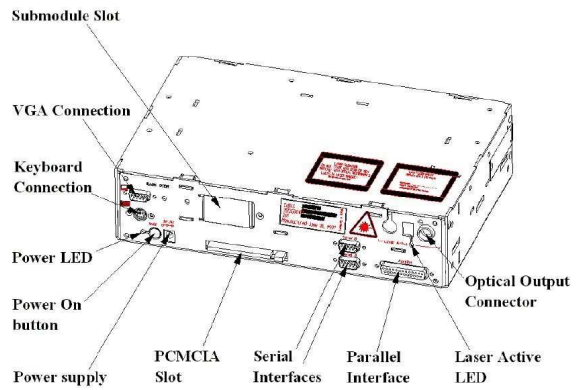 Submodule Slot
VGA Connection
Keyboard
Connection
Power LED
Power On
button
Power supply
PCMCIA
Slot
Serial
Interfaces
Parallel
Interface
Laser Active
LED
Optical Output
Connector